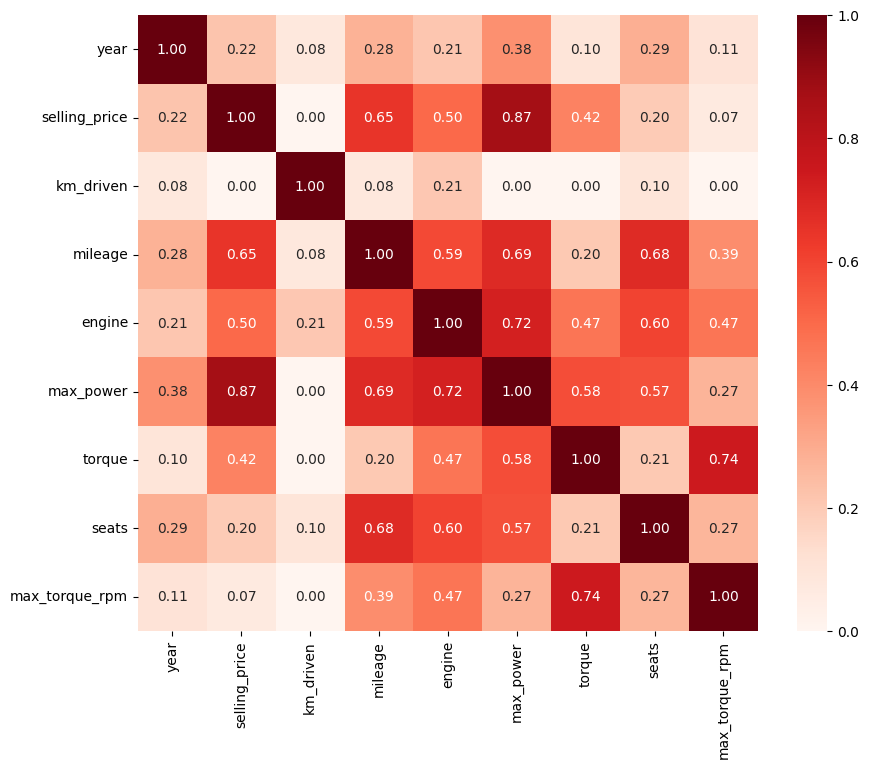 year 1.00 0.22 0.08 0.28 0.21 0.38 0.10 0.29 0.11
selling_price 0.22 1.00 0.00 0.65 0.50 0.87 0.42 0.20 0.07
km_driven 0.08 0.00 1.00 0.08 0.21 0.00 0.00 0.10 0.00
mileage 0.28 0.65 0.08 1.00 0.59 0.69 0.20 0.68 0.39
engine 0.21 0.50 0.21 0.59 1.00 0.72 0.47 0.60 0.47
max_power 0.38 0.87 0.00 0.69 0.72 1.00 0.58 0.57 0.27
torque 0.10 0.42 0.00 0.20 0.47 0.58 1.00 0.21 0.74
seats 0.29 0.20 0.10 0.68 0.60 0.57 0.21 1.00 0.27
max_torque_rpm 0.11 0.07 0.00 0.39 0.47 0.27 0.74 0.27 1.00
year selling_price km_driven mileage engine max_power torque seats max_torque_rpm
1.0
0.8
0.6
0.4
0.2
0.0